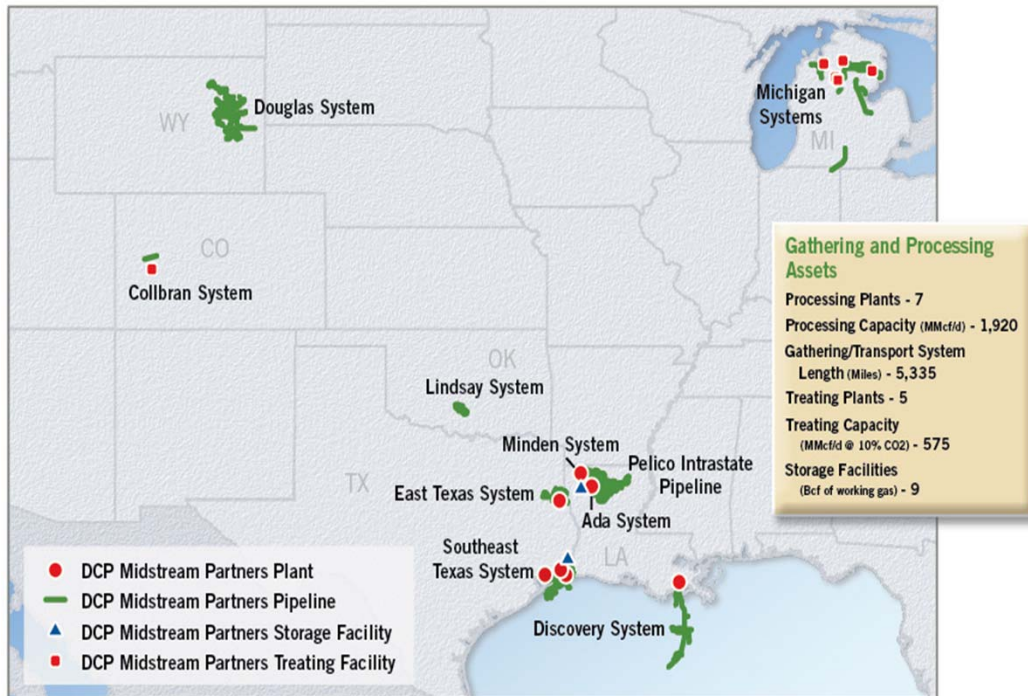 WY
Douglas System
Michigan
Systems
MI
CO
Collbran System
Gathering and Processing
Assets
Processing Plants - 7
Processing Capacity (MMcf/d) - 1,920
Gathering/Transport System
Length (Miles) - 5,335
Treating Plants - 5
Treating Capacity
(MMcf/d @ 10% CO2) - 575
Storage Facilities
(Bcf of working gas) - 9
OK
Lindsay System
Minden System
Pelico Intrastate
Pipeline
TX
East Texas System
Ada System
Southeast
Texas System
LA
Discovery System
DCP Midstream Partners Plant
DCP Midstream Partners Pipeline
DCP Midstream Partners Storage Facility
DCP Midstream Partners Treating Facility